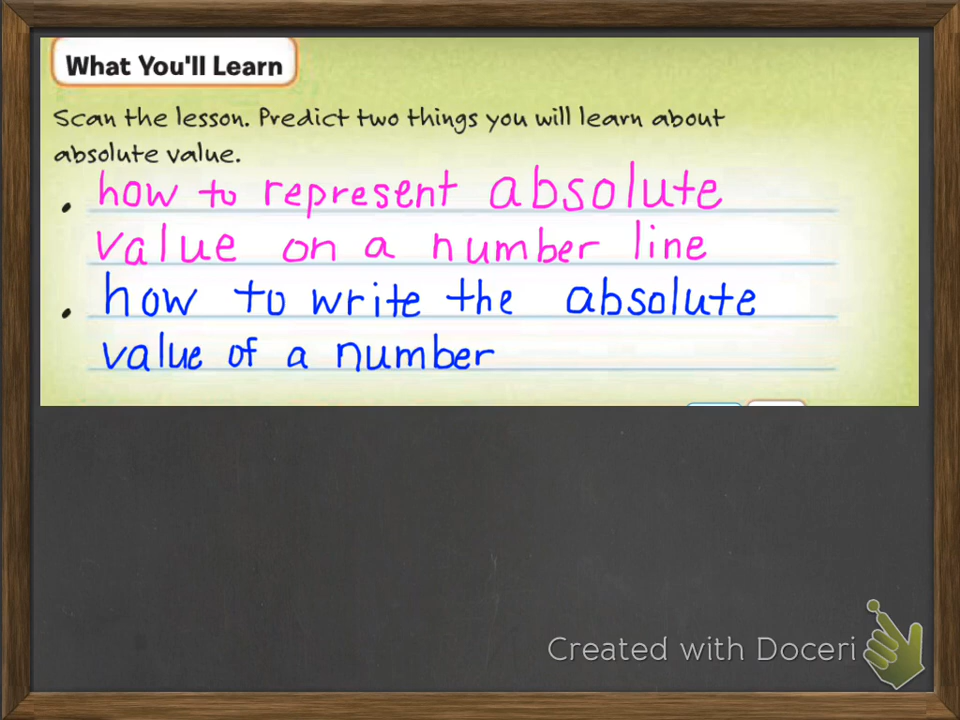 What You'll Learn
Scan the lesson. Predict two things you will learn about
absolute value.
• how to represent absolute
value on a number line
• how to write the absolute
value of a number
Created with Doceri